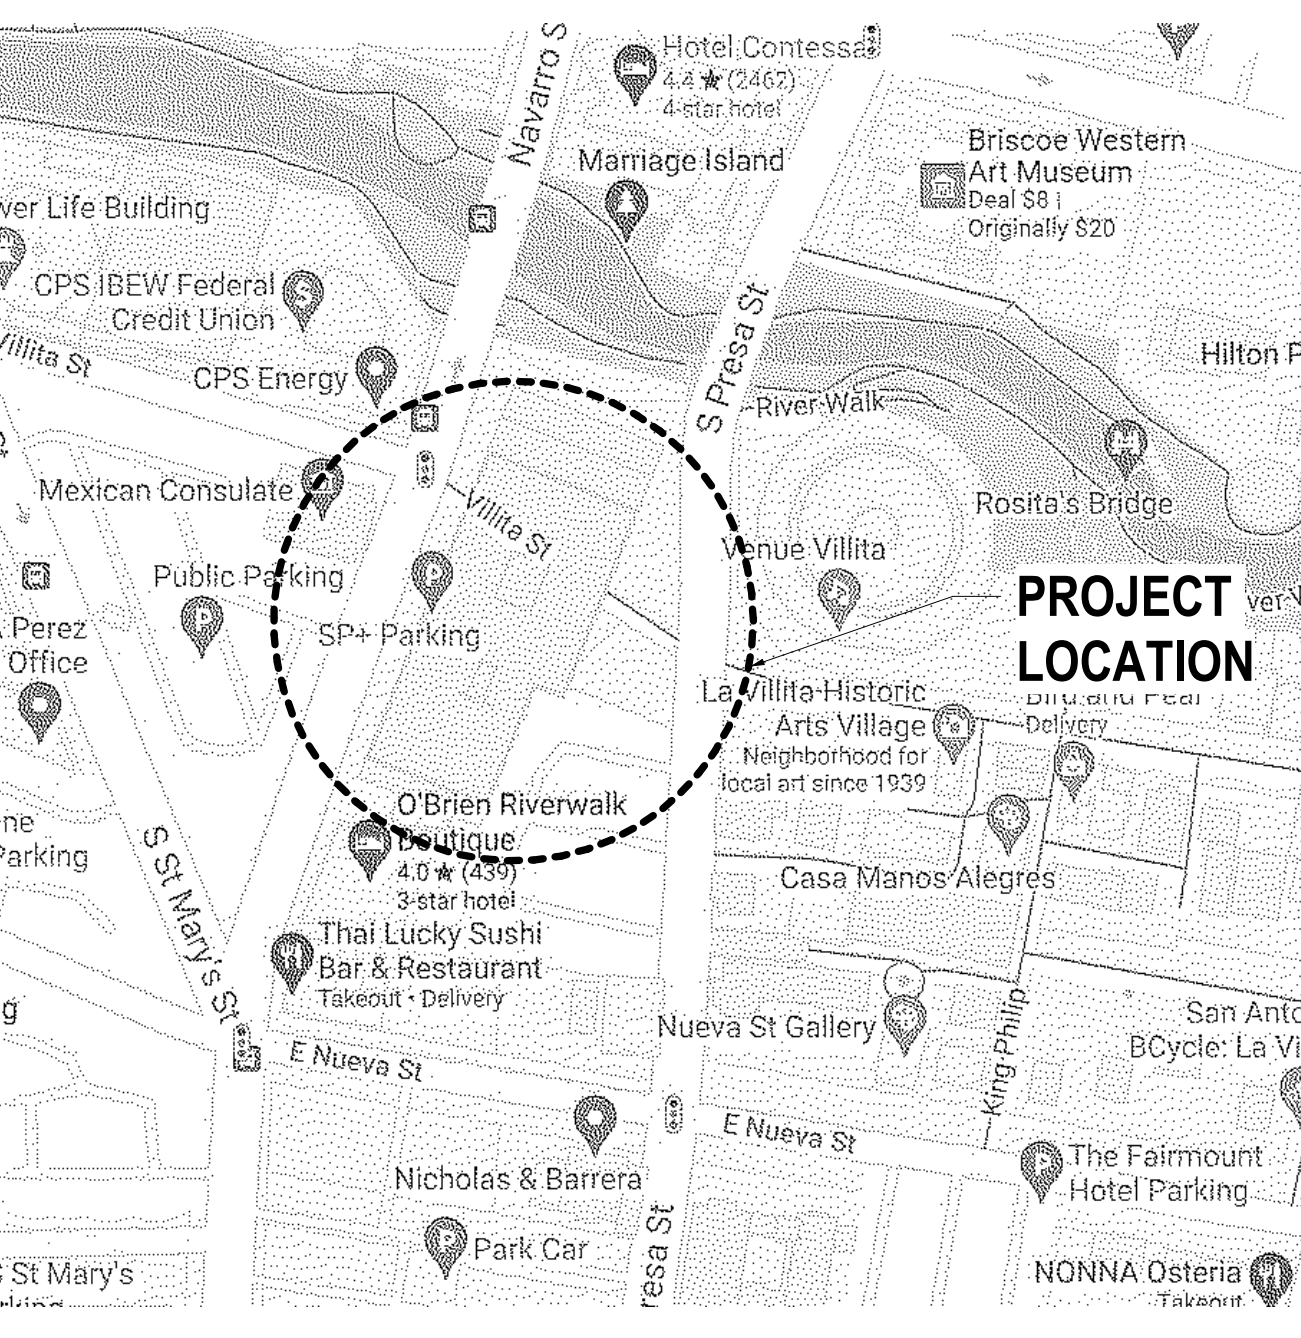 Navarro S
Hotel Contessa
4.4 ★ (2462)
4-star hotel
Marriage Island
Briscoe Western
Art Museum
Deal $8 |
Originally $20
wer Life Building
CPS IBEW Federal
Credit Union
Villita St
CPS Energy
S Presa St
River Walk
Hilton P
Mexican Consulate
Villita St
Rosita's Bridge
Venue Villita
Public Parking
SP+ Parking
PROJECT
LOCATION
Perez
Office
La Villita Historic
Arts Village
Neighborhood for
local art since 1939
Delivery
O'Brien Riverwalk
Boutique
4.0 ★ (439)
3-star hotel
ne
Parking
S St Mary's St
Casa Manos Alegres
Thai Lucky Sushi
Bar & Restaurant
Takeout • Delivery
g
Nueva St Gallery
King Philip
San Anto
BCycle: La Vi
E Nueva St
E Nueva St
Nicholas & Barrera
The Fairmount
Hotel Parking
Park Car
resa St
St Mary's
NONNA Osteria
Takeout